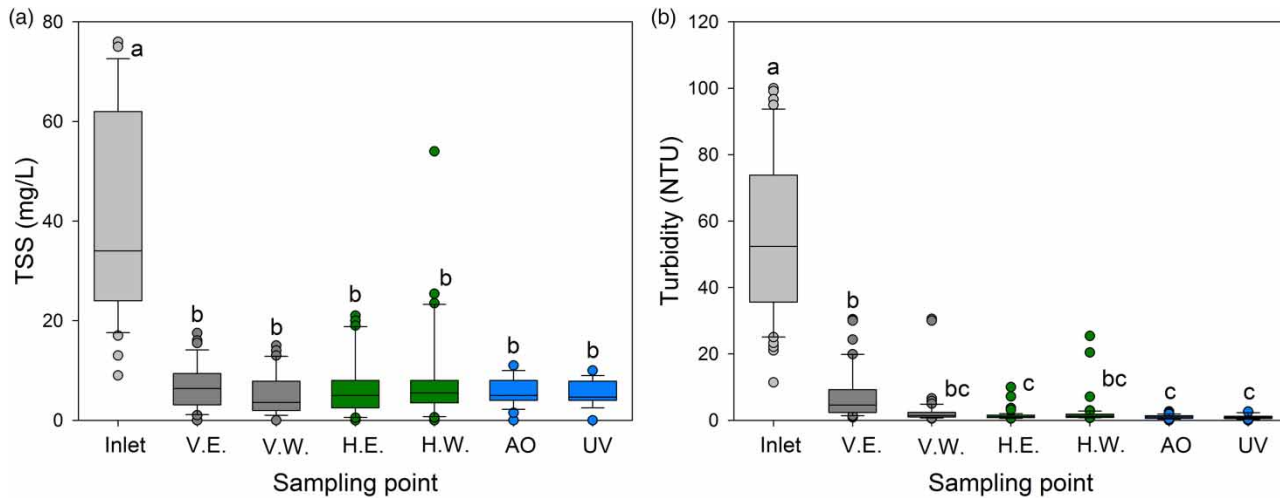 (a)
80
60
40
20
0
TSS (mg/L)
a
b
b
b
b
b
b
Inlet V.E. V.W. H.E. H.W. AO UV
Sampling point
(b)
120
100
80
60
40
20
0
Turbidity (NTU)
a
b
bc
c
bc
c
c
Inlet V.E. V.W. H.E. H.W. AO UV
Sampling point